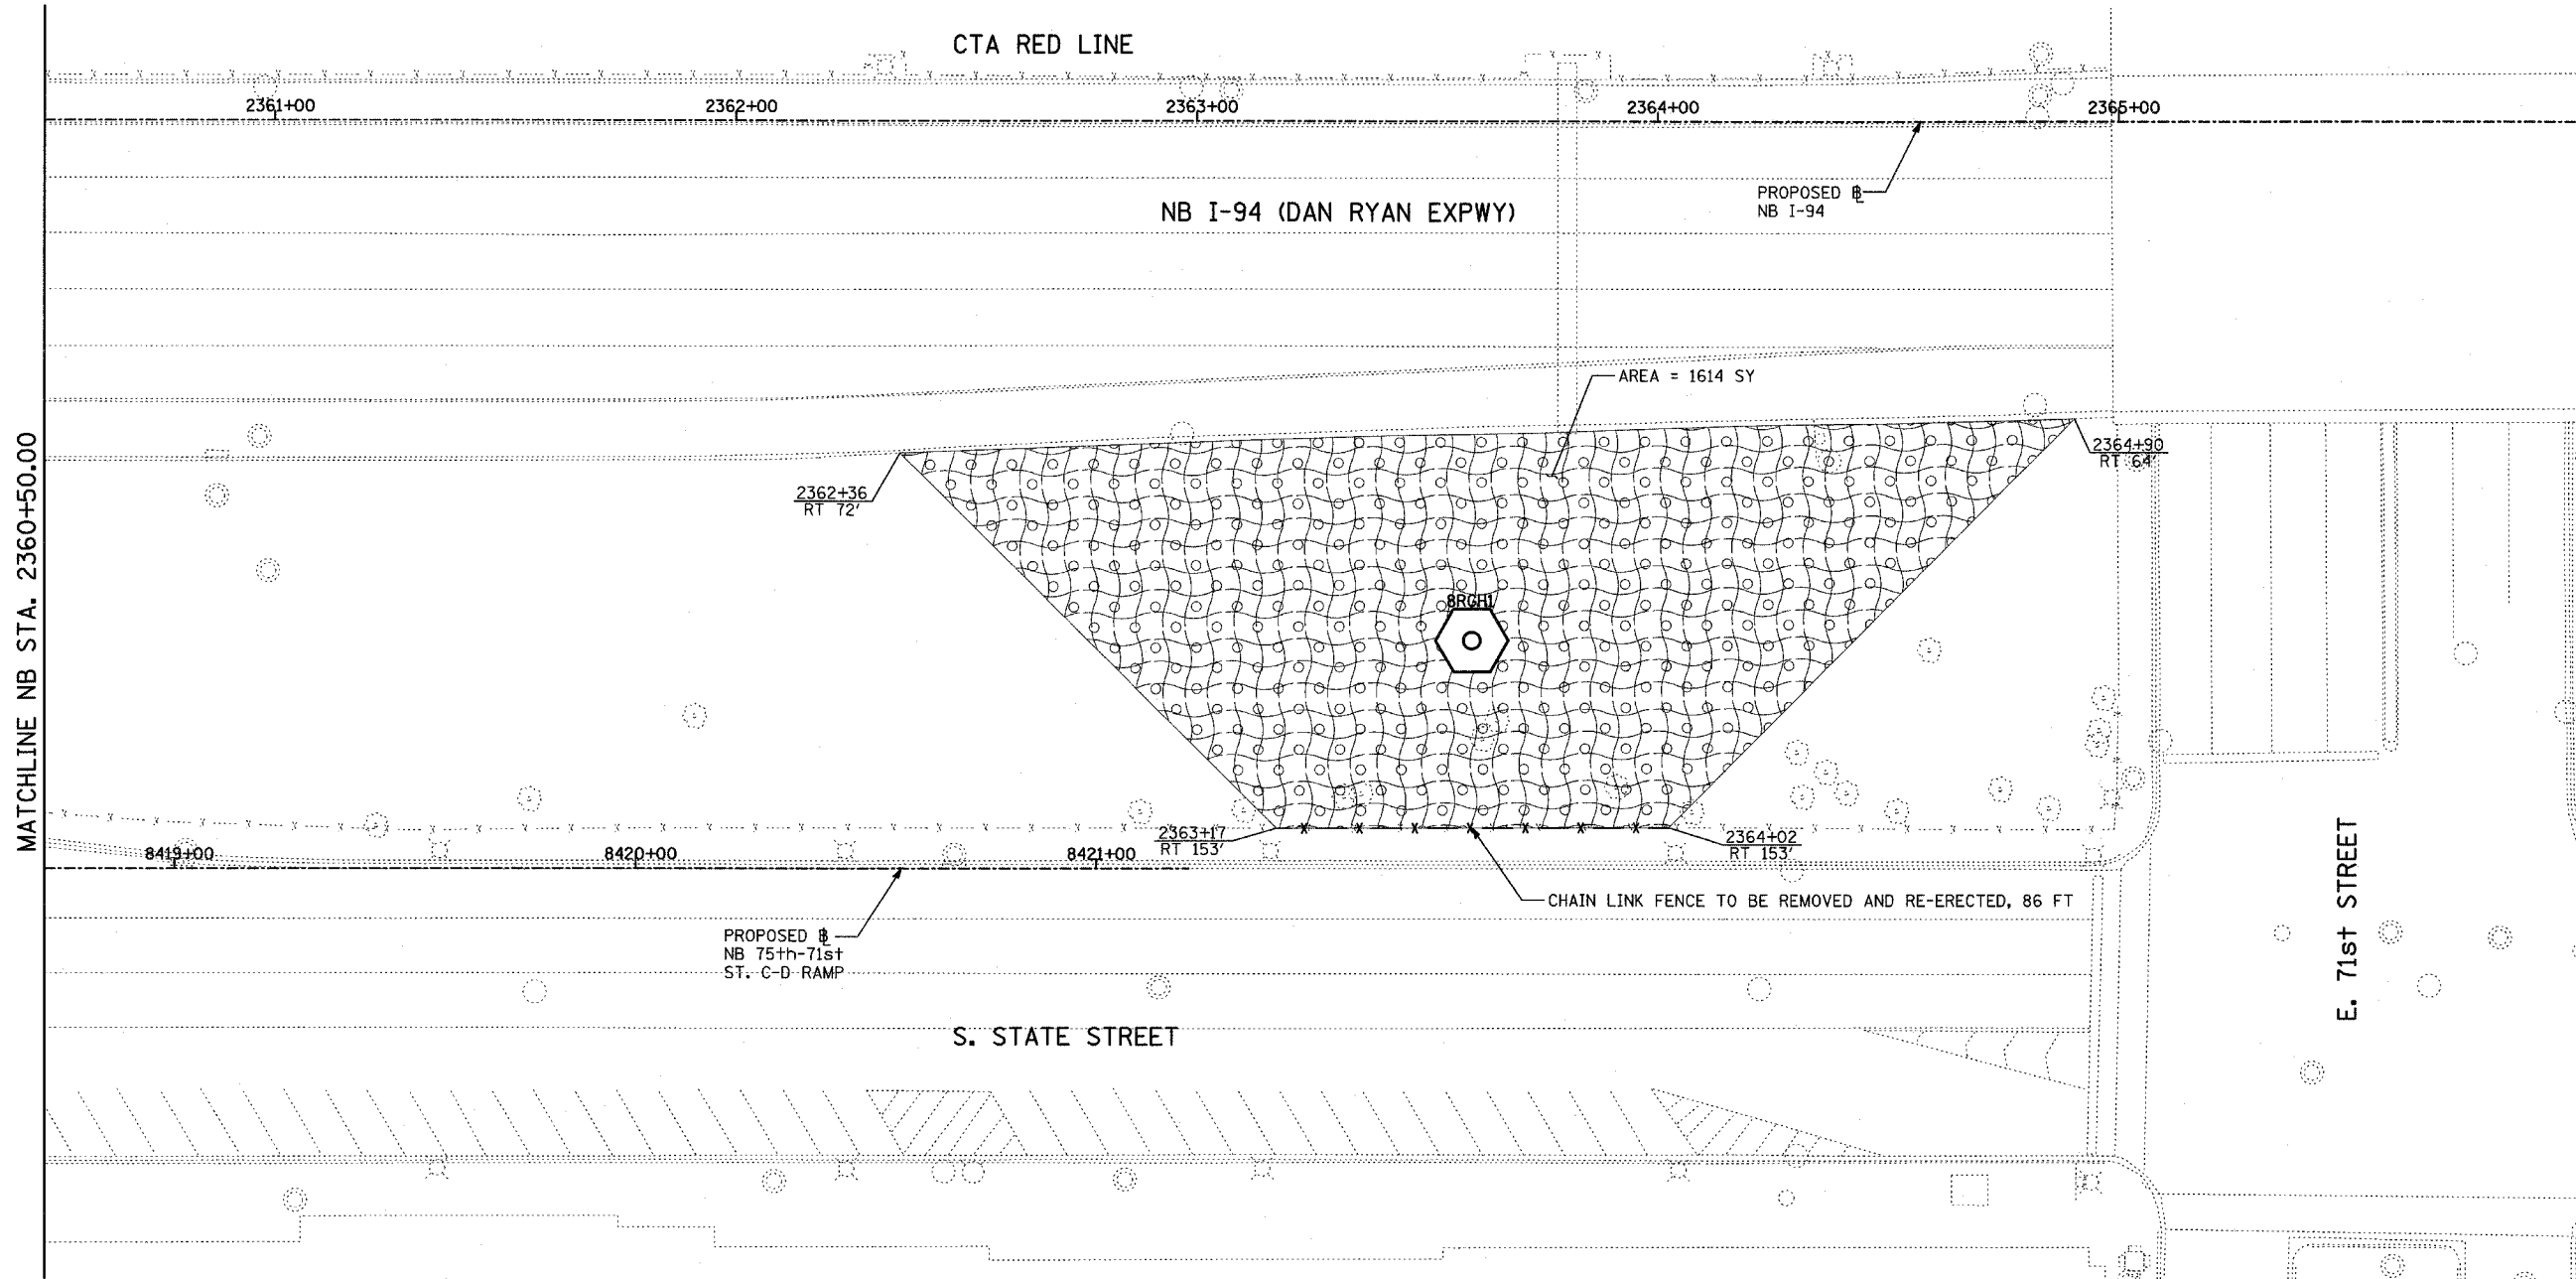 CTA RED LINE
2361+00
2362+00
2363+00
2364+00
2365+00
PROPOSED ⅊
NB I-94
NB I-94 (DAN RYAN EXPWY)
AREA = 1614 SY
2364+90
RT 64'
2362+36
RT 72'
MATCHLINE NB STA. 2360+50.00
8RGH1
2363+17
RT 153'
2364+02
RT 153'
8419+00
8420+00
8421+00
CHAIN LINK FENCE TO BE REMOVED AND RE-ERECTED, 86 FT
PROPOSED ⅊
NB 75th-71st
ST. C-D RAMP
E. 71st STREET
S. STATE STREET